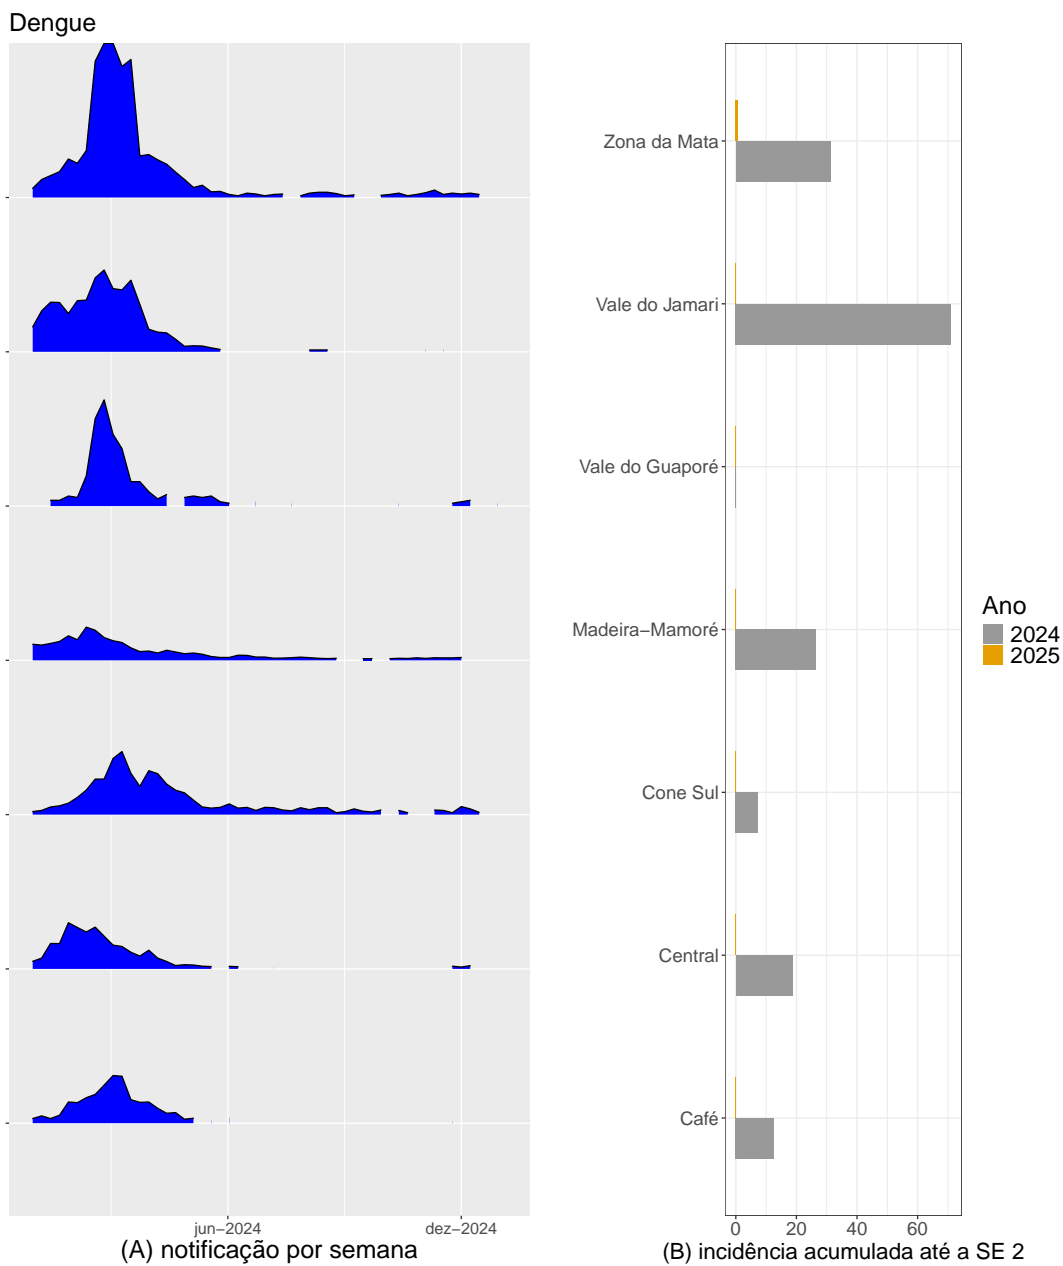 Dengue
Zona da Mata
Vale do Jamari
Vale do Guaporé
Madeira−Mamoré
Cone Sul
Central
Café
Ano
2024
2025
jun−2024 dez−2024
(A) notificação por semana
0 20 40 60
(B) incidência acumulada até a SE 2